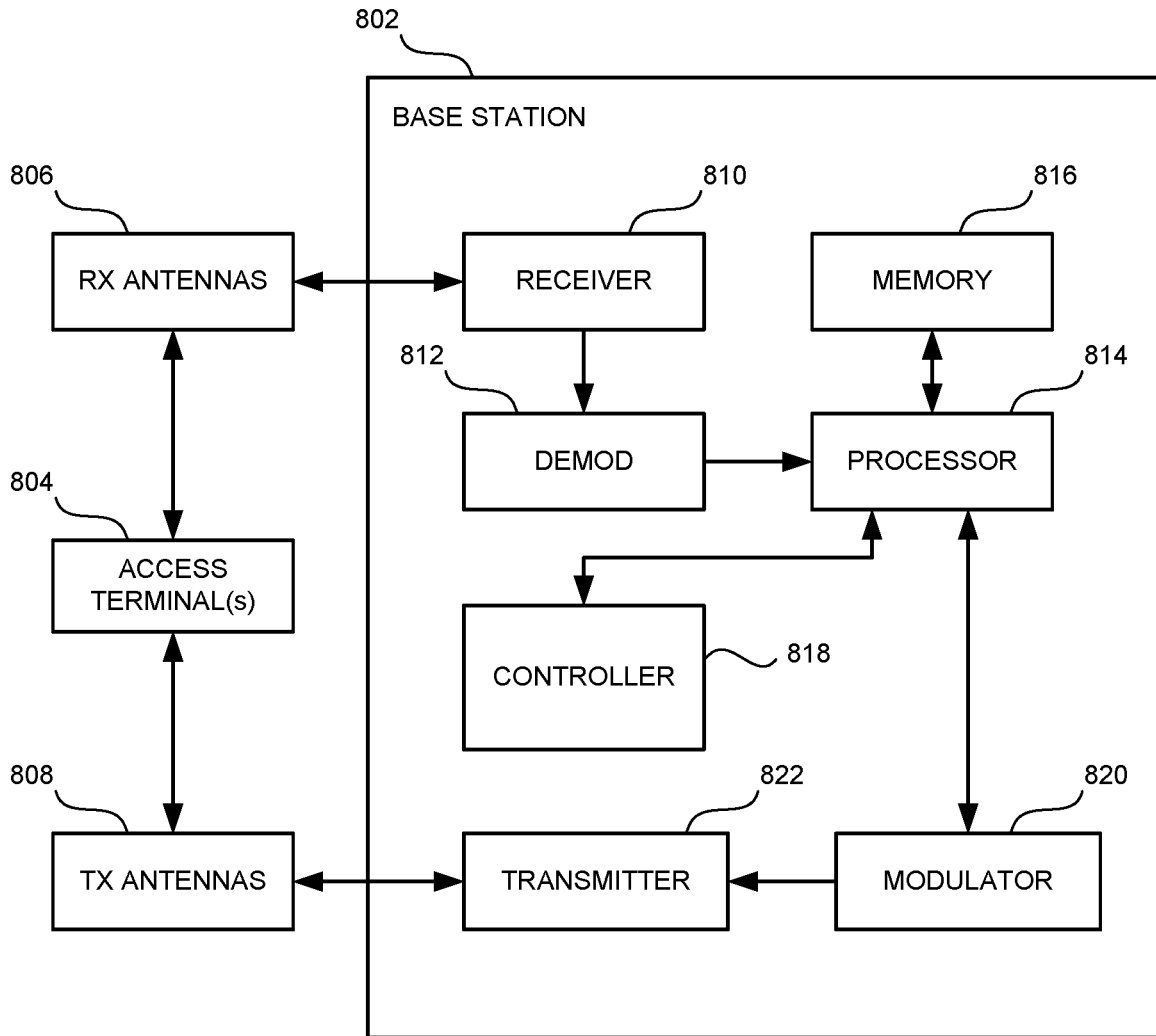 802
BASE STATION
806
810
816
RX ANTENNAS
RECEIVER
MEMORY
812
814
DEMOD
PROCESSOR
804
ACCESS
TERMINAL(s)
CONTROLLER
818
808
822
820
TX ANTENNAS
TRANSMITTER
MODULATOR